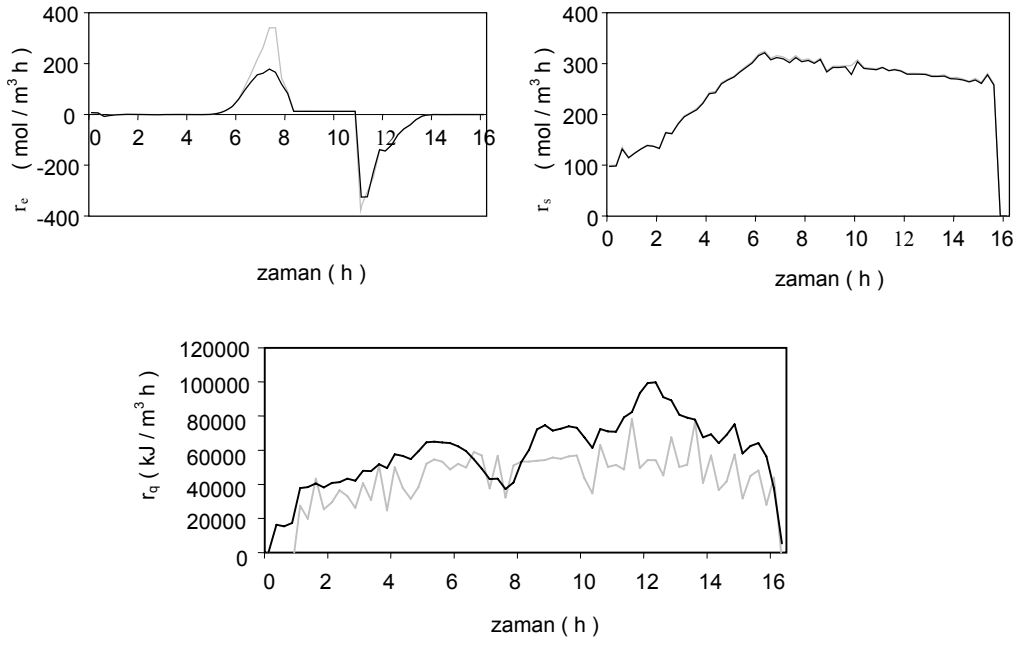 400
200
0
-200
-400
r_e ( mol / m³ h )
0 2 4 6 8 10 12 14 16
zaman ( h )
400
300
200
100
0
r_s ( mol / m³ h )
0 2 4 6 8 10 12 14 16
zaman ( h )
120000
100000
80000
60000
40000
20000
0
r_q ( kJ / m³ h )
0 2 4 6 8 10 12 14 16
zaman ( h )